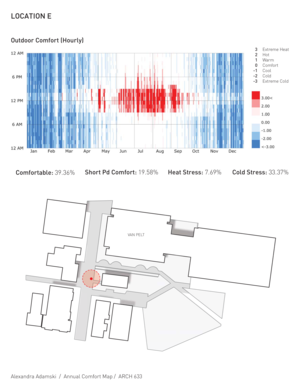 LOCATION E
Outdoor Comfort (Hourly)
12 AM
6 PM
12 PM
6 AM
12 AM
Jan Feb Mar Apr May Jun Jul Aug Sep Oct Nov Dec
3 Extreme Heat
2 Hot
1 Warm
0 Comfort
-1 Cold
-2 Cold
-3 Extreme Cold
3.00<
2.00
1.00
0.00
-1.00
-2.00
<-3.00
Comfortable: 39.36% Short Pd Comfort: 19.58% Heat Stress: 7.69% Cold Stress: 33.37%
VAN PELT
Alexandra Adamski / Annual Comfort Map / ARCH 633